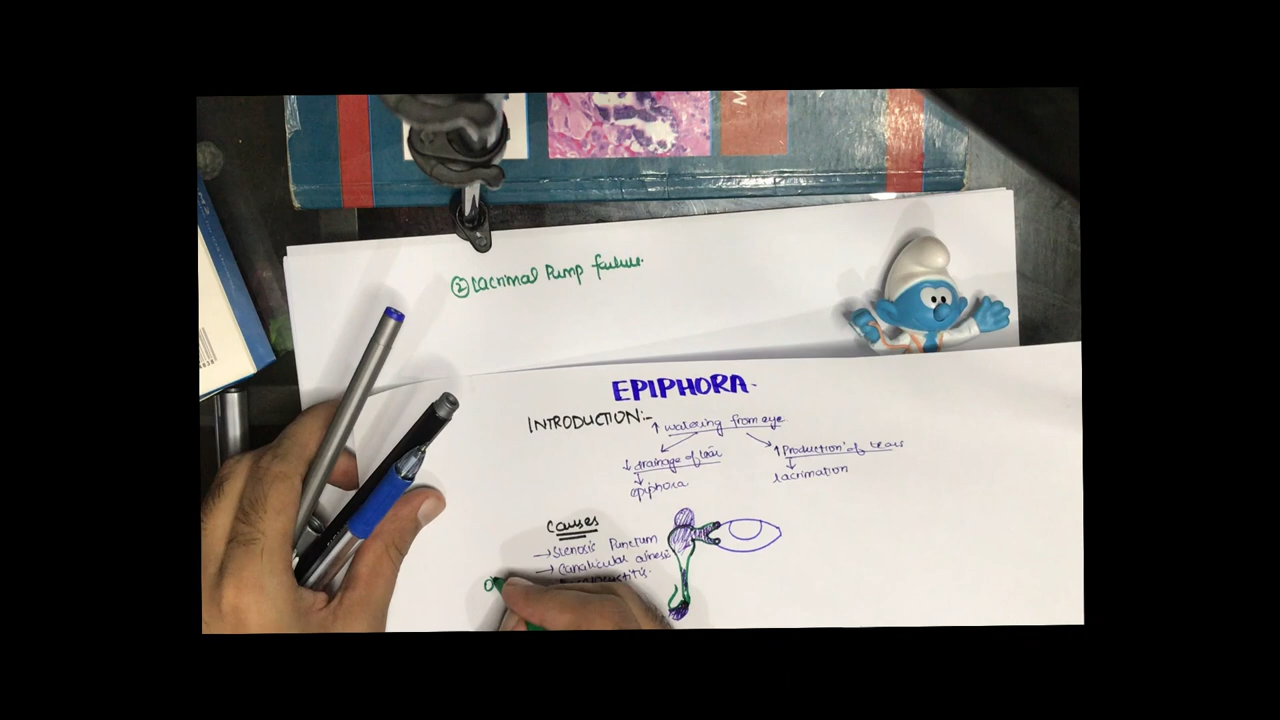 M
② Lacrimal Pump failure.
EPIPHORA.
INTRODUCTION:-
↑ watering from eye
↓ drainage of tear
↑ Production of tears
↓
epiphora.
↓
lacrimation
Causes
→ Stenosis Punctum
→ Canalicular atresia